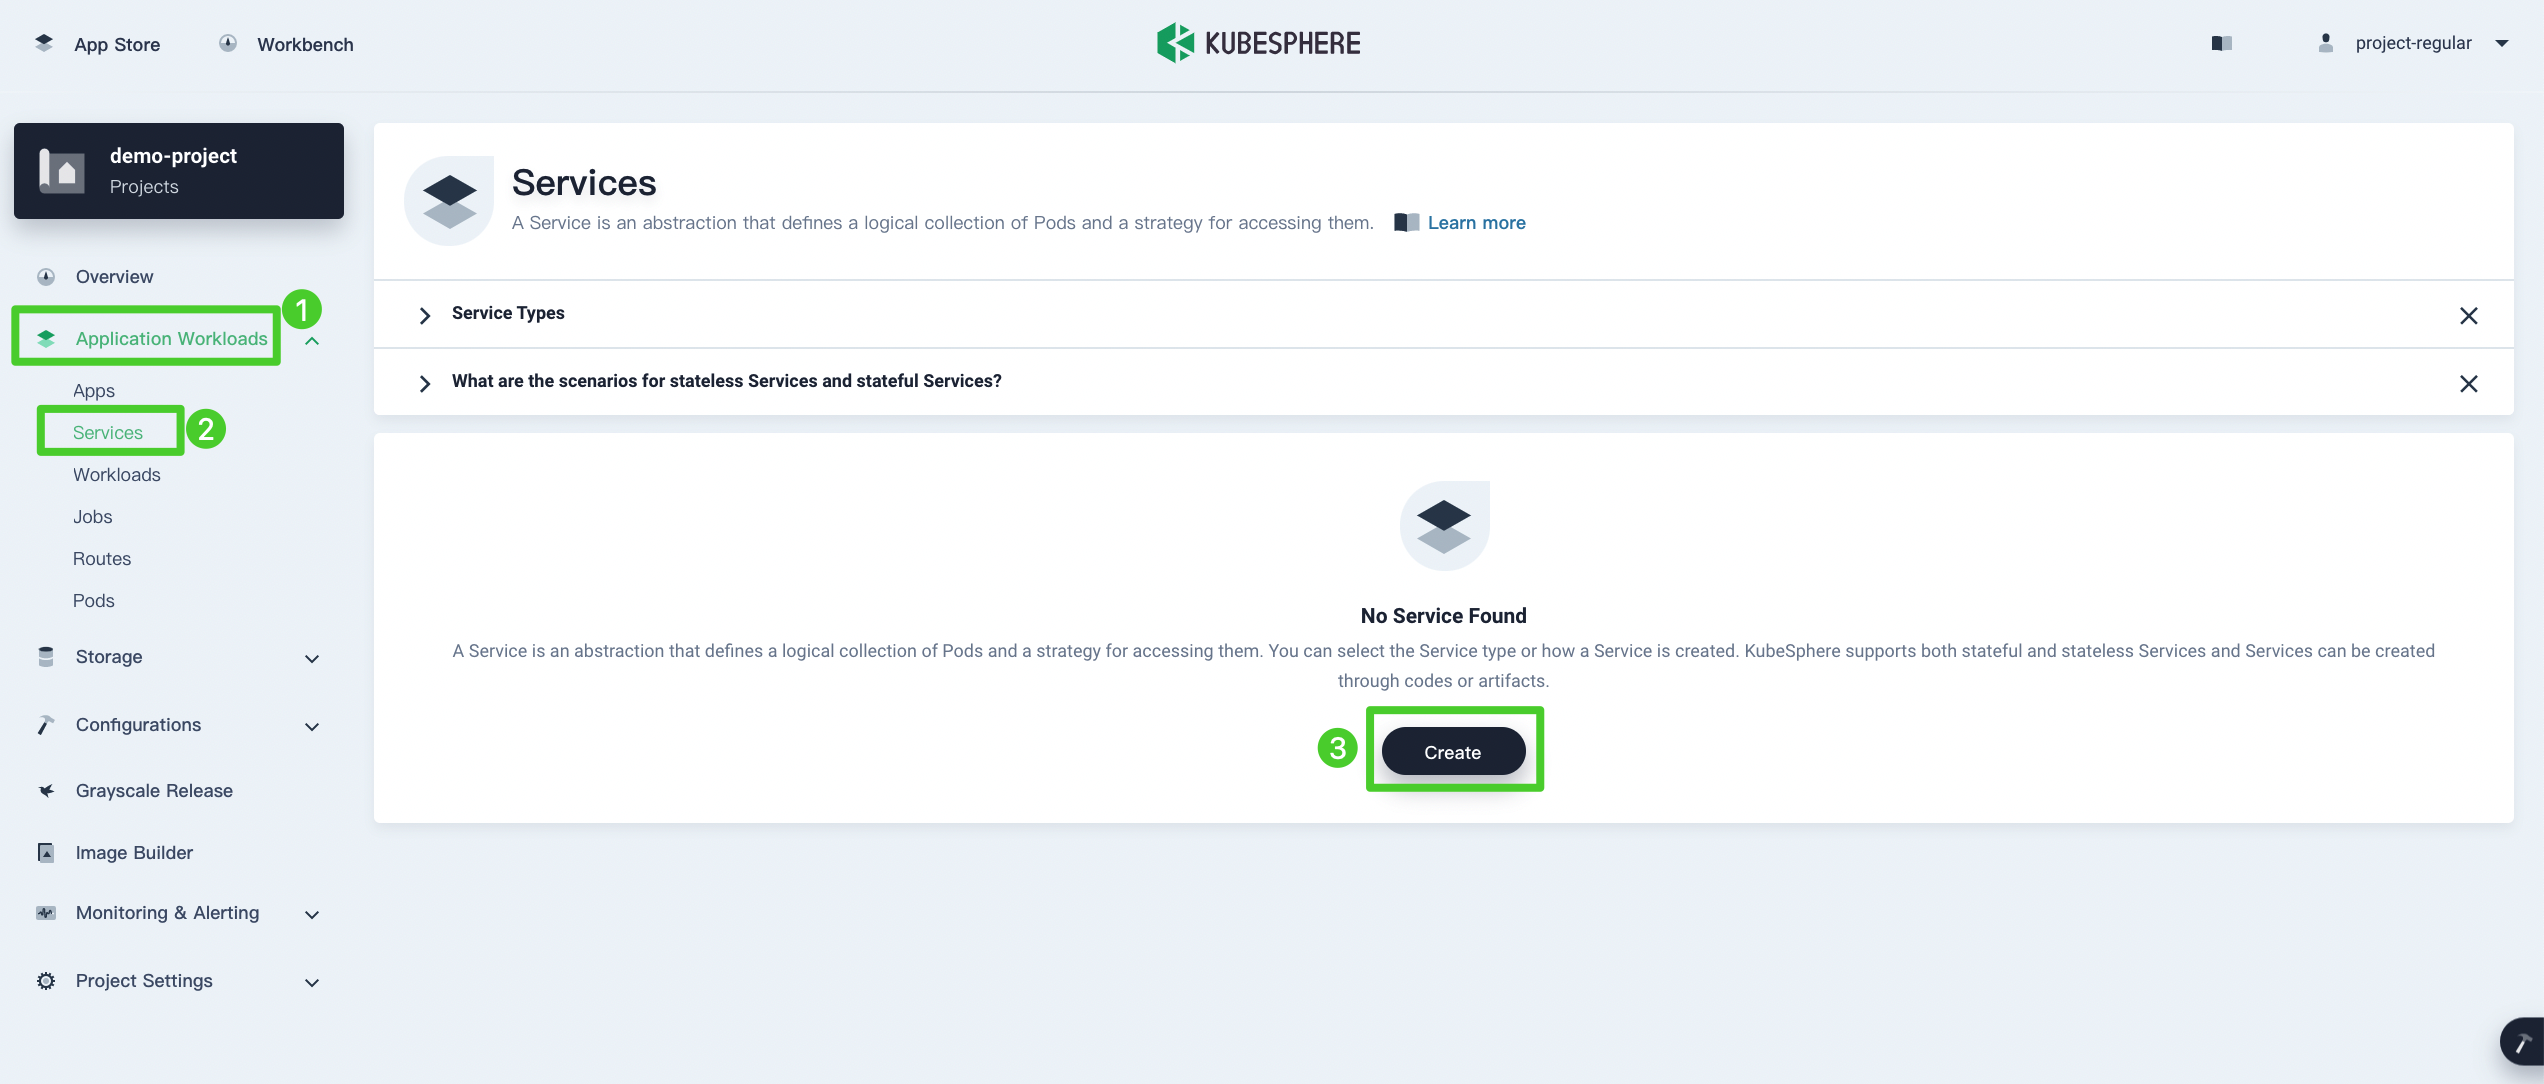 App Store
Workbench
KUBESPHERE
project-regular
demo-project
Projects
Overview
Application Workloads
1
Apps
Services
2
Workloads
Jobs
Routes
Pods
Storage
Configurations
Grayscale Release
Image Builder
Monitoring & Alerting
Project Settings
Services
A Service is an abstraction that defines a logical collection of Pods and a strategy for accessing them.
Learn more
Service Types
What are the scenarios for stateless Services and stateful Services?
No Service Found
A Service is an abstraction that defines a logical collection of Pods and a strategy for accessing them. You can select the Service type or how a Service is created. KubeSphere supports both stateful and stateless Services and Services can be created
through codes or artifacts.
3
Create